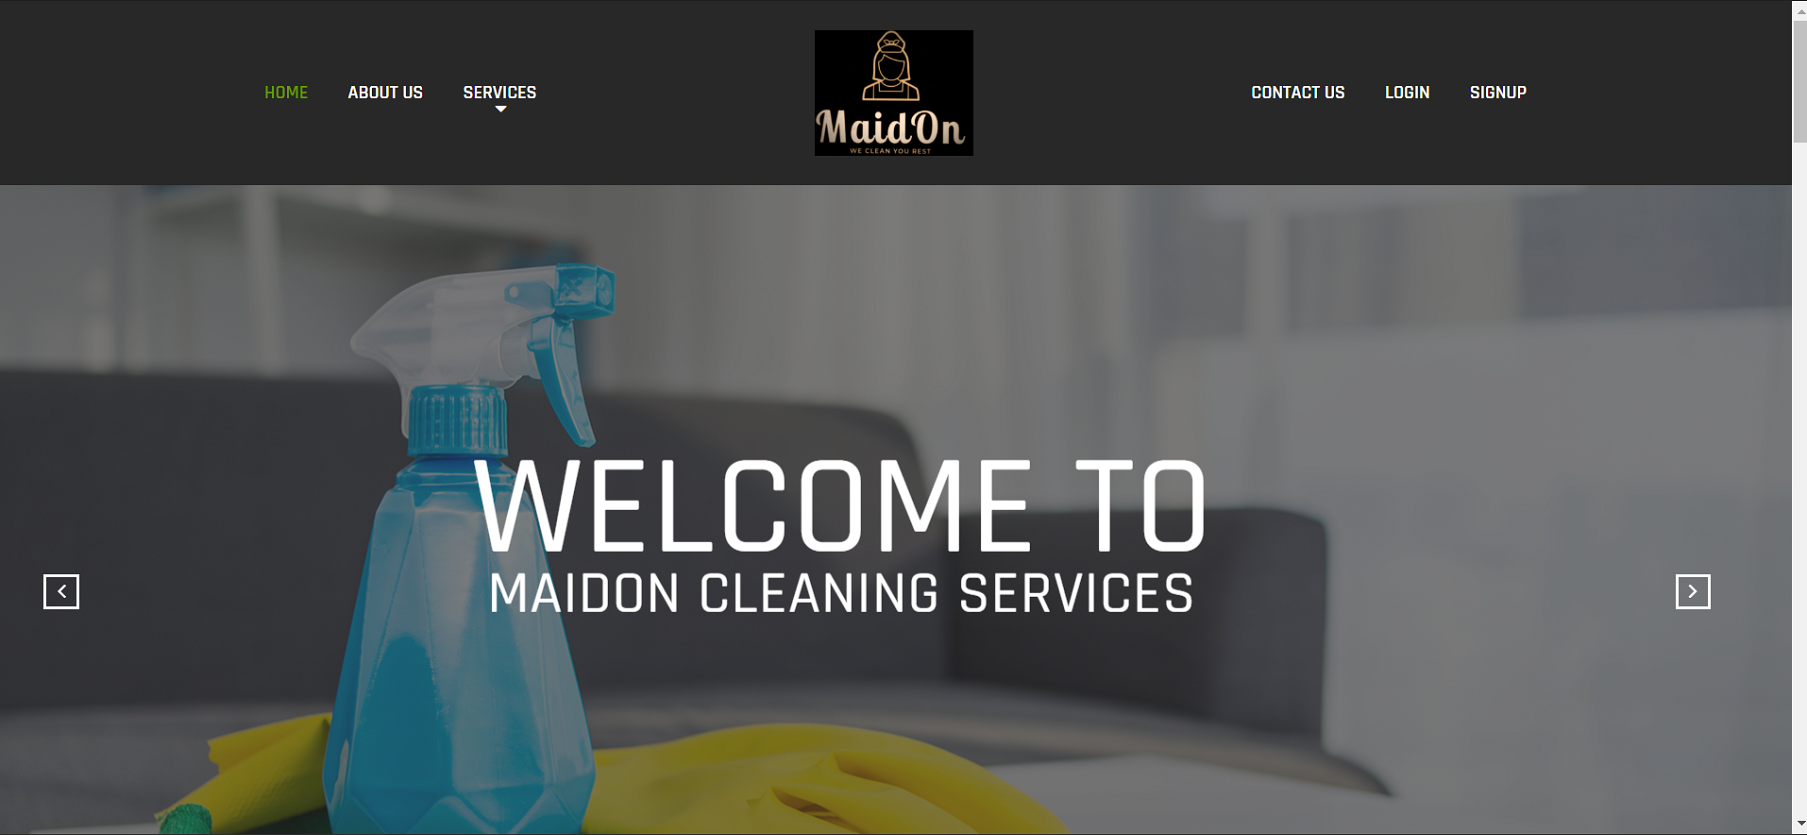 HOME ABOUT US SERVICES
MaidOn
WE CLEAN YOU REST
CONTACT US LOGIN SIGNUP
WELCOME TO
MAIDON CLEANING SERVICES